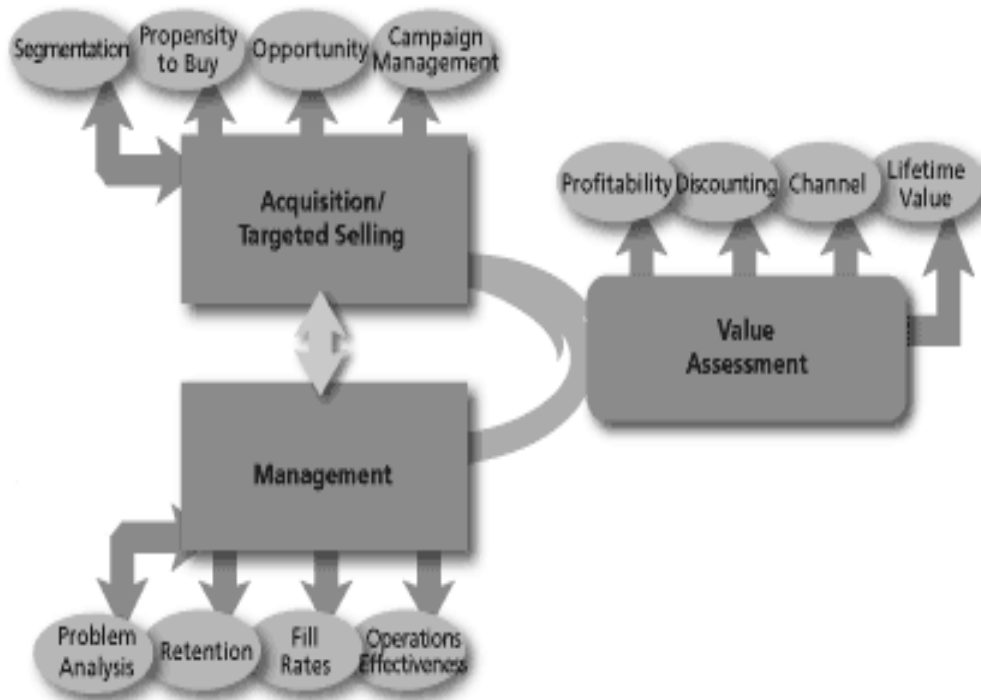 Segmentation
Propensity
to Buy
Opportunity
Campaign
Management
Acquisition/
Targeted Selling
Profitability
Discounting
Channel
Lifetime
Value
Value
Assessment
Management
Problem
Analysis
Retention
Fill
Rates
Operations
Effectiveness